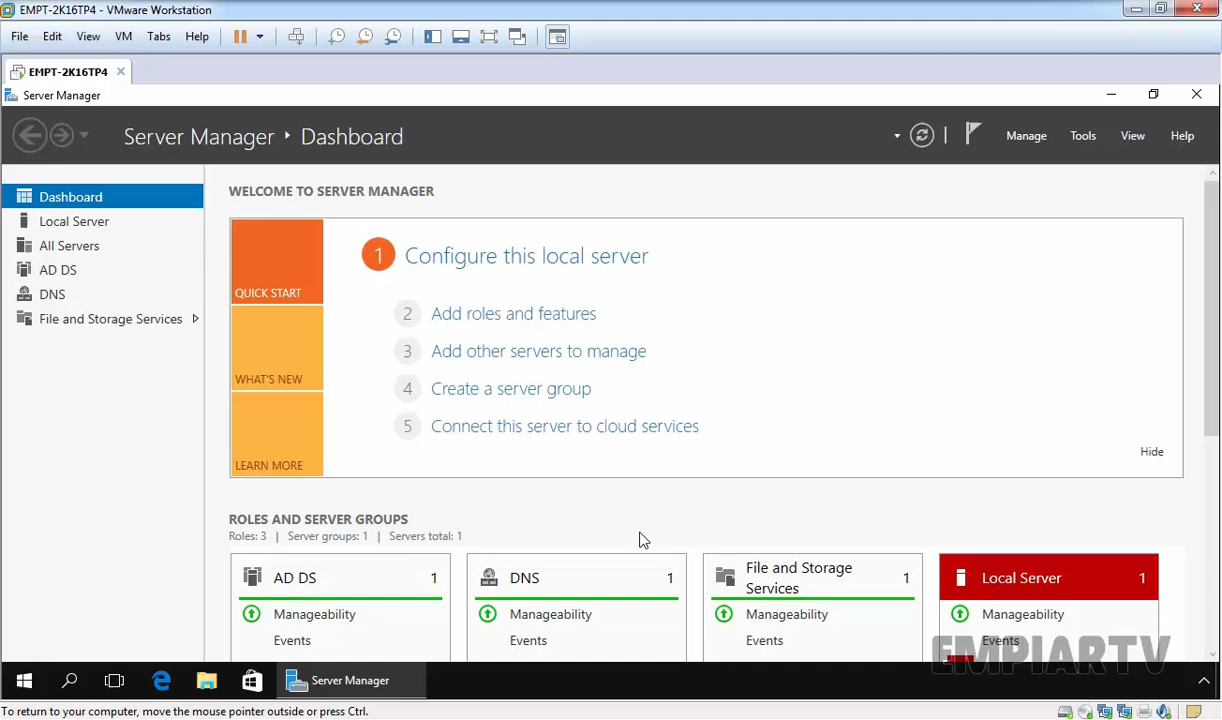 EMPT-2K16TP4 - VMware Workstation
File Edit View VM Tabs Help
EMPT-2K16TP4
Server Manager
Server Manager ‣ Dashboard
Manage Tools View Help
Dashboard
Local Server
All Servers
AD DS
DNS
File and Storage Services
WELCOME TO SERVER MANAGER
QUICK START
WHAT'S NEW
LEARN MORE
1 Configure this local server
2 Add roles and features
3 Add other servers to manage
4 Create a server group
5 Connect this server to cloud services
Hide
ROLES AND SERVER GROUPS
Roles: 3 | Server groups: 1 | Servers total: 1
AD DS 1
Manageability
Events
DNS 1
Manageability
Events
File and Storage
Services 1
Manageability
Events
Local Server 1
Manageability
Events
EMPIARTV
Server Manager
To return to your computer, move the mouse pointer outside or press Ctrl.